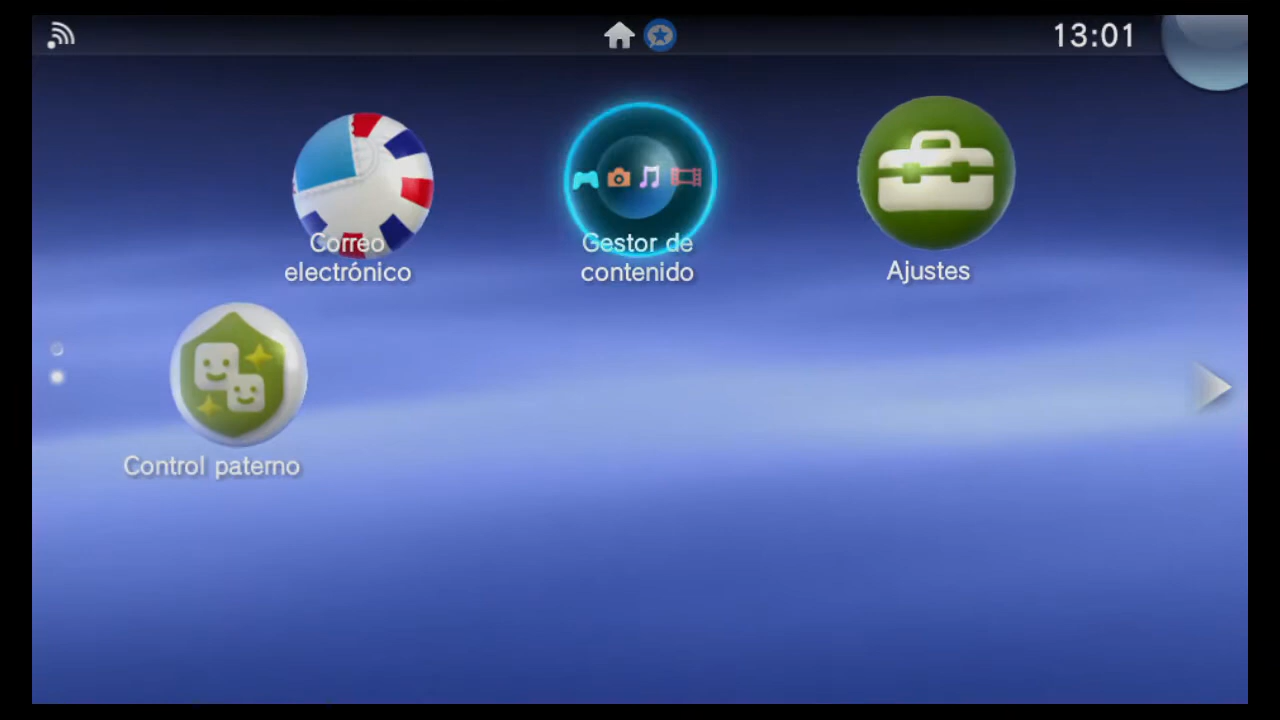 13:01
Correo
electrónico
Gestor de
contenido
Ajustes
Control paterno